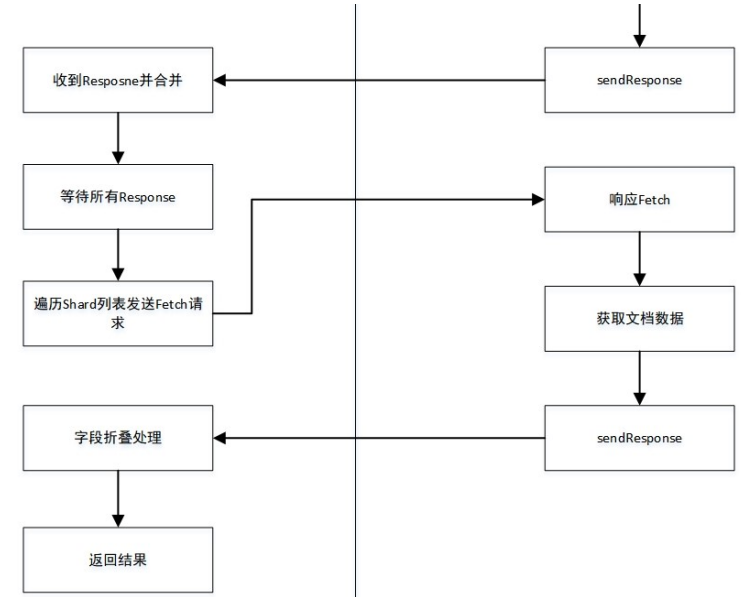 收到Resposne并合并
sendResponse
等待所有Response
响应Fetch
遍历Shard列表发送Fetch请
求
获取文档数据
字段折叠处理
sendResponse
返回结果